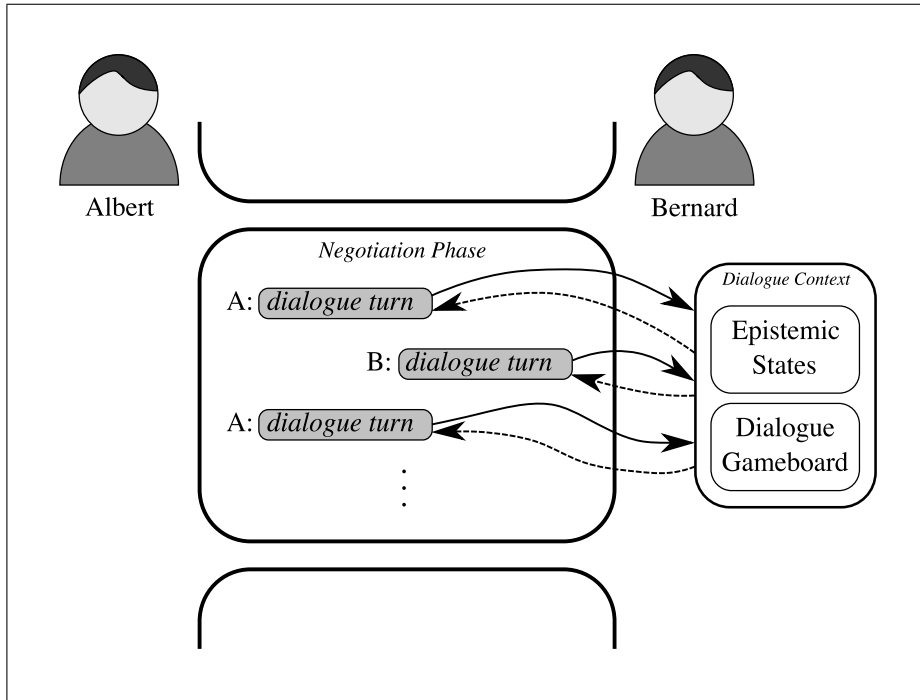 Albert
Bernard
Negotiation Phase
A: dialogue turn
B: dialogue turn
A: dialogue turn
Dialogue Context
Epistemic
States
Dialogue
Gameboard